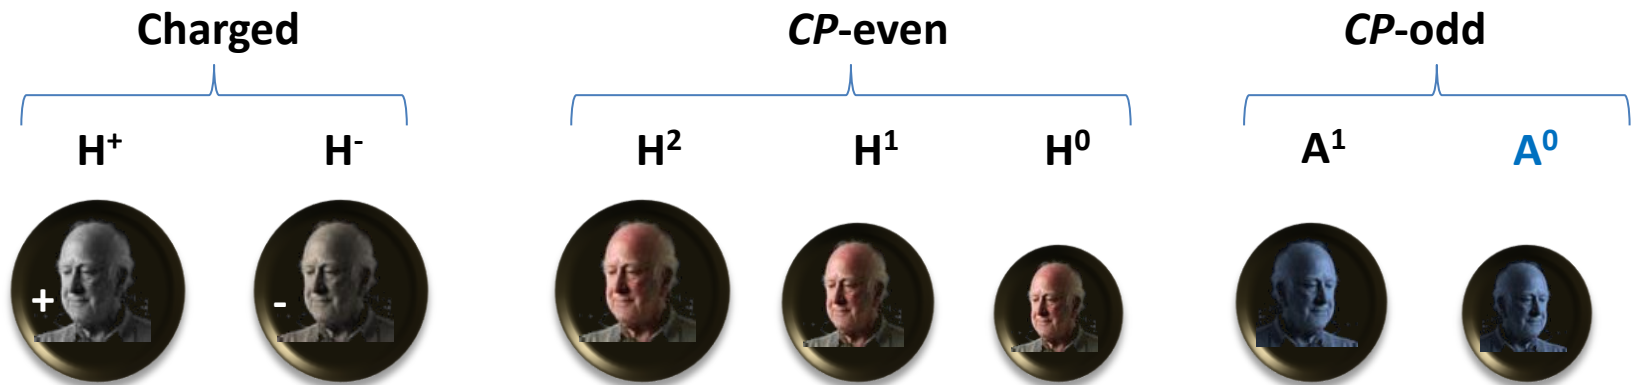 Charged CP-even CP-odd
H⁺ H⁻ H² H¹ H⁰ A¹ A⁰
+ -